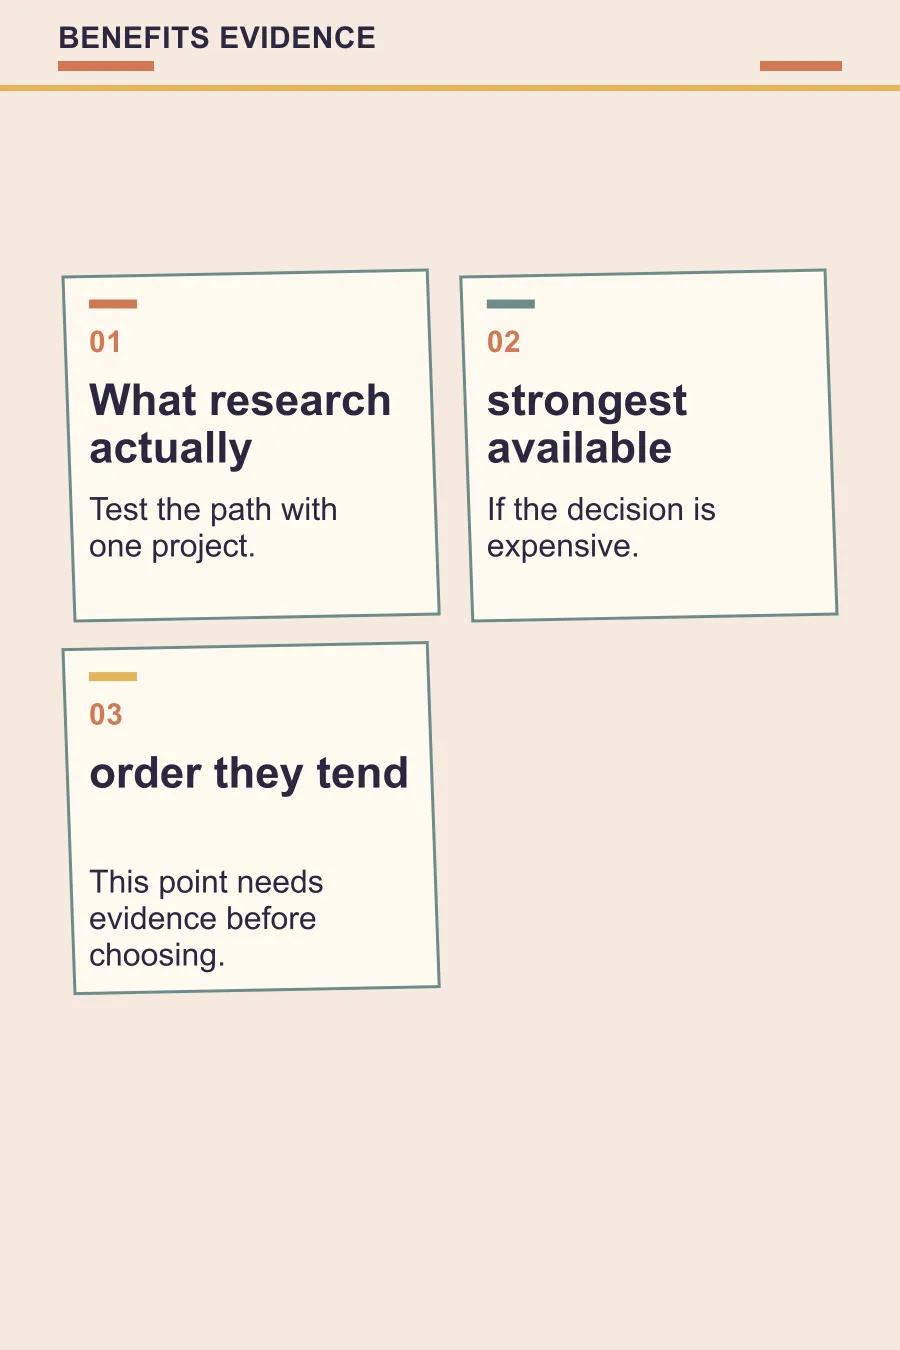 BENEFITS EVIDENCE
01
What research
actually
Test the path with
one project.
02
strongest
available
If the decision is
expensive.
03
order they tend
This point needs
evidence before
choosing.